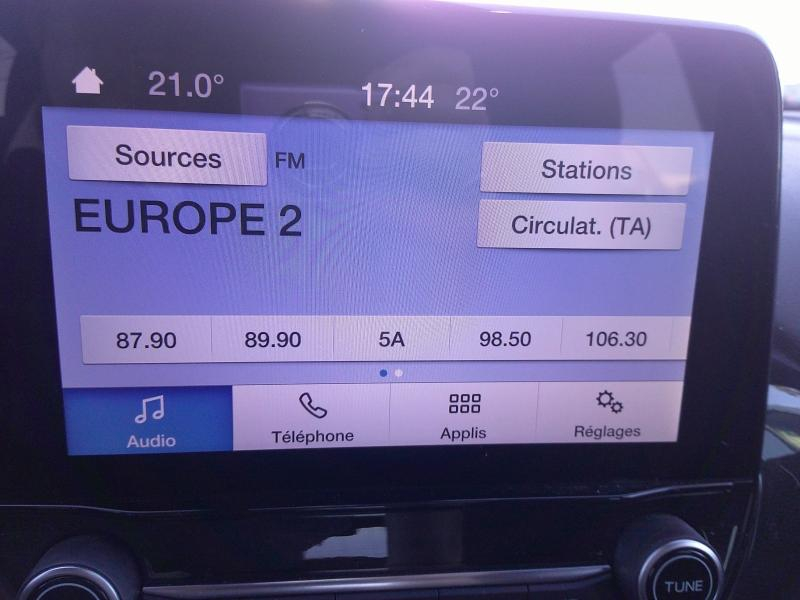 21.0° 17:44 22°
Sources FM Stations
EUROPE 2 Circulat. (TA)
87.90 89.90 5A 98.50 106.30
Audio Téléphone Applis Réglages
TUNE